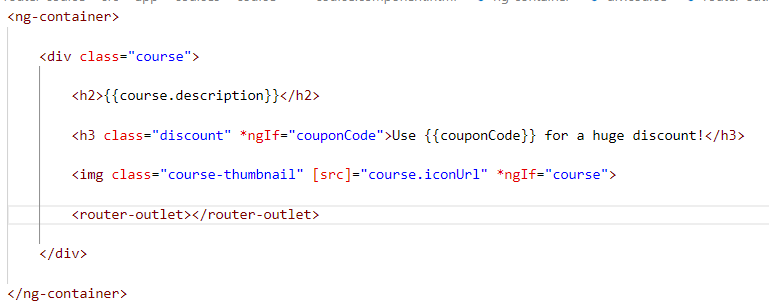 <ng-container>
<div class="course">
<h2>{{course.description}}</h2>
<h3 class="discount" *ngIf="couponCode">Use {{couponCode}} for a huge discount!</h3>
<img class="course-thumbnail" [src]="course.iconUrl" *ngIf="course">
<router-outlet></router-outlet>
</div>
</ng-container>